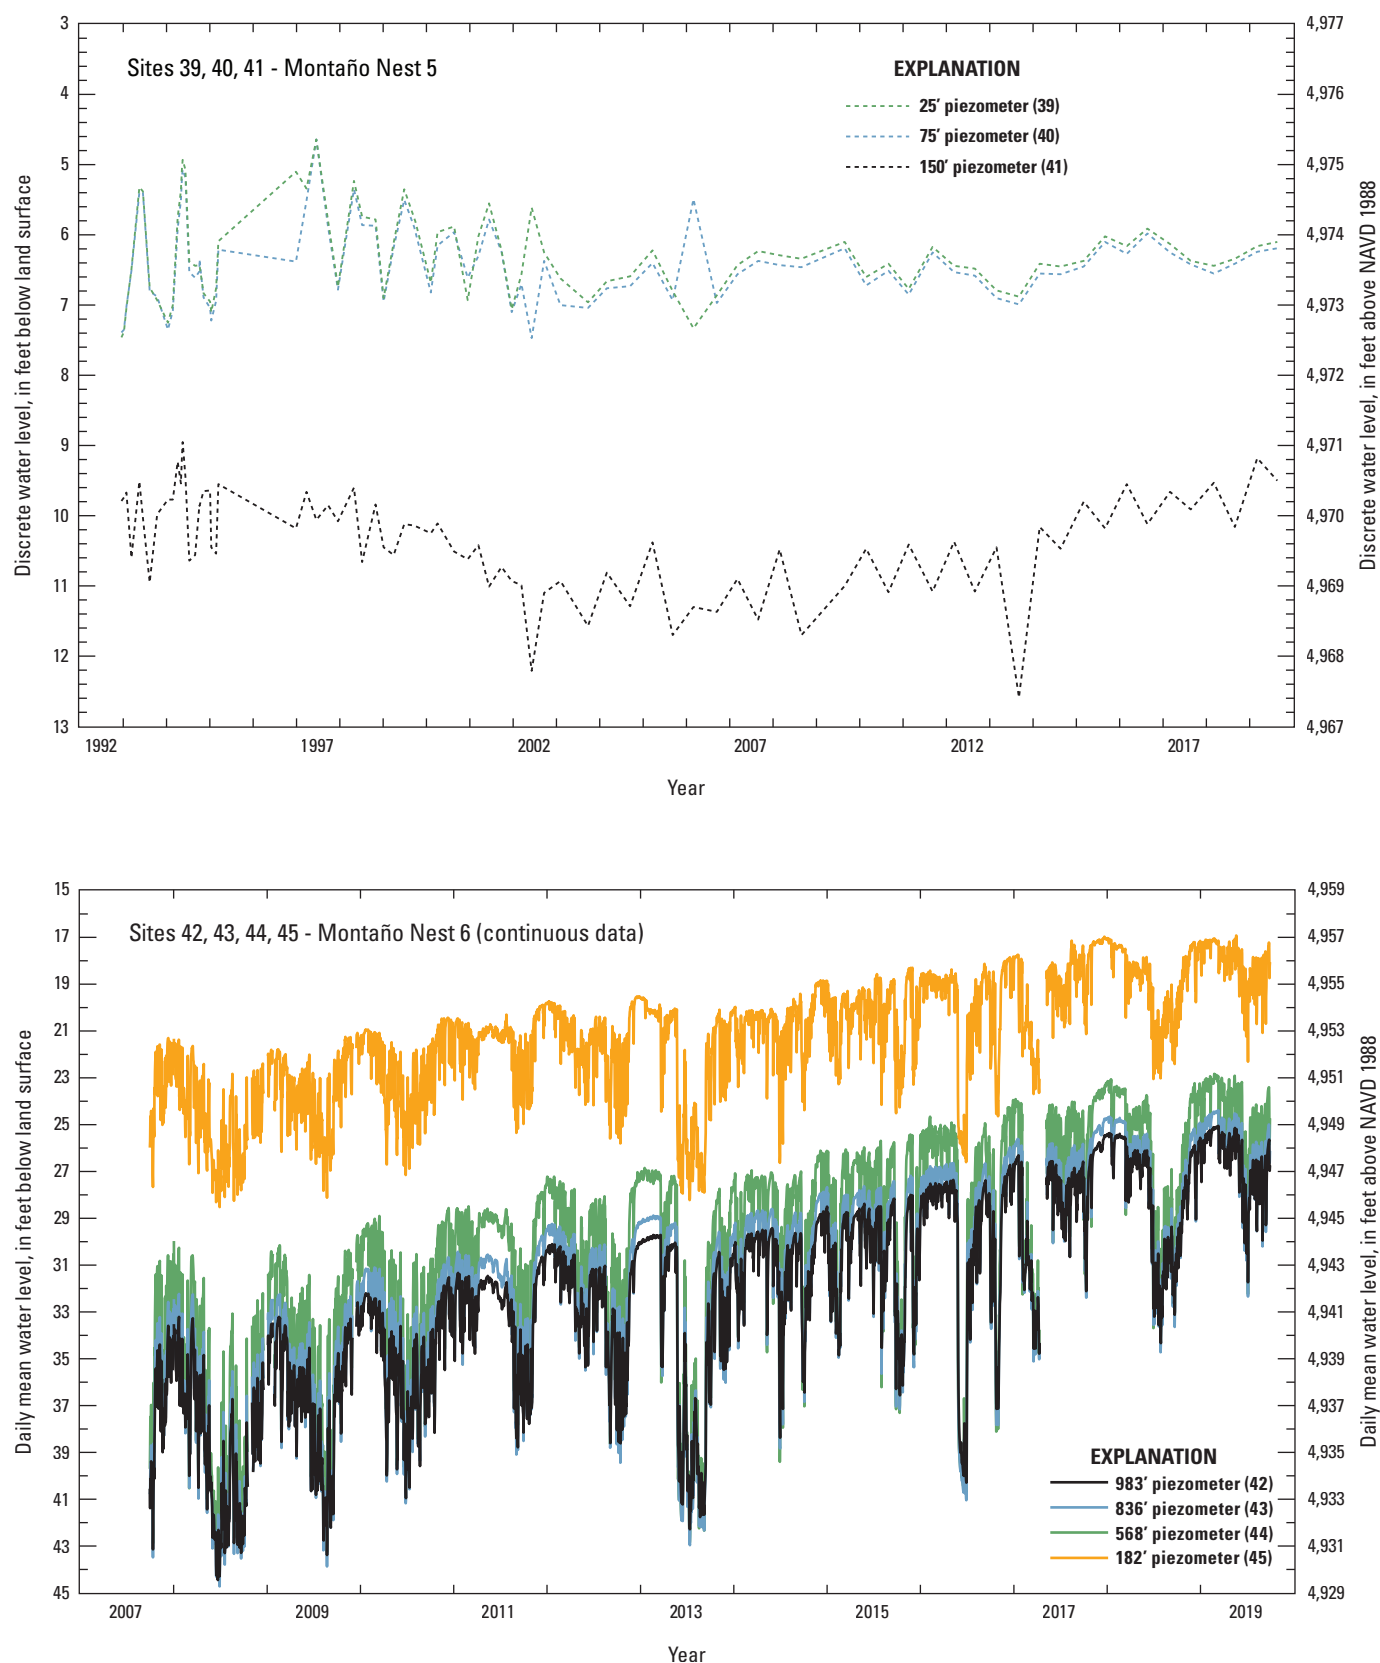 Sites 39, 40, 41 - Montaño Nest 5
EXPLANATION
25′ piezometer (39)
75′ piezometer (40)
150′ piezometer (41)
Discrete water level, in feet below land surface
3
4
5
6
7
8
9
10
11
12
13
4,977
4,976
4,975
4,974
4,973
4,972
4,971
4,970
4,969
4,968
4,967
Discrete water level, in feet above NAVD 1988
1992 1997 2002 2007 2012 2017
Year
Sites 42, 43, 44, 45 - Montaño Nest 6 (continuous data)
Daily mean water level, in feet below land surface
15
17
19
21
23
25
27
29
31
33
35
37
39
41
43
45
4,959
4,957
4,955
4,953
4,951
4,949
4,947
4,945
4,943
4,941
4,939
4,937
4,935
4,933
4,931
4,929
Daily mean water level, in feet above NAVD 1988
EXPLANATION
983′ piezometer (42)
836′ piezometer (43)
568′ piezometer (44)
182′ piezometer (45)
2007 2009 2011 2013 2015 2017 2019
Year